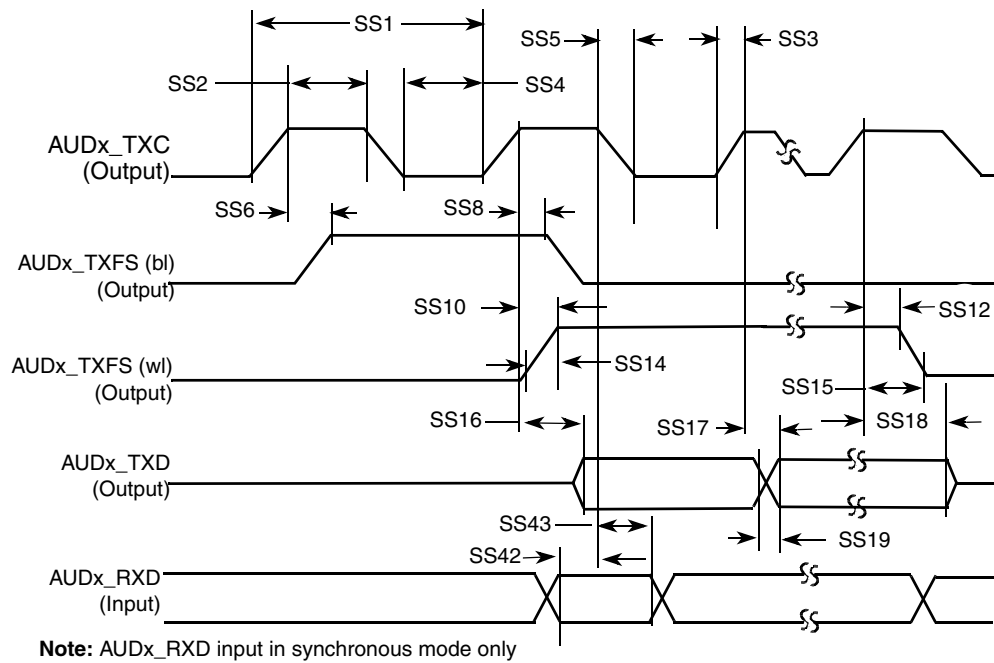 SS1
SS5
SS3
SS2
SS4
AUDx_TXC
(Output)
SS6
SS8
AUDx_TXFS (bl)
(Output)
SS10
SS12
AUDx_TXFS (wl)
(Output)
SS14
SS15
SS16
SS17
SS18
AUDx_TXD
(Output)
SS43
SS42
SS19
AUDx_RXD
(Input)
Note: AUDx_RXD input in synchronous mode only